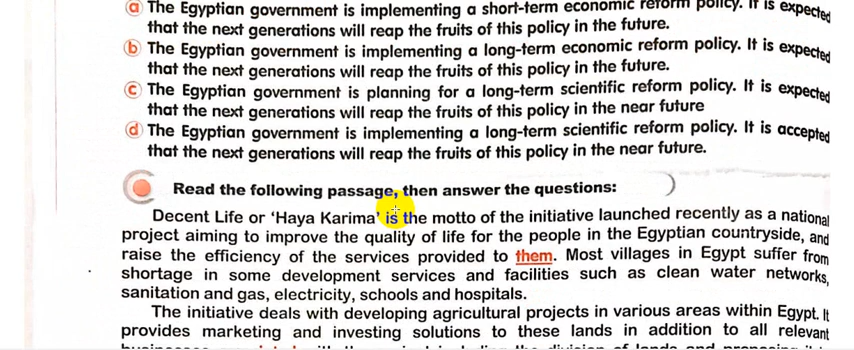 a The Egyptian government is implementing a short-term economic reform policy. It is expected
that the next generations will reap the fruits of this policy in the future.
b The Egyptian government is implementing a long-term economic reform policy. It is expected
that the next generations will reap the fruits of this policy in the future.
c The Egyptian government is planning for a long-term scientific reform policy. It is expected
that the next generations will reap the fruits of this policy in the near future
d The Egyptian government is implementing a long-term scientific reform policy. It is accepted
that the next generations will reap the fruits of this policy in the near future.
Read the following passage, then answer the questions:
Decent Life or ‘Haya Karima’ is the motto of the initiative launched recently as a national
project aiming to improve the quality of life for the people in the Egyptian countryside, and
raise the efficiency of the services provided to them. Most villages in Egypt suffer from
shortage in some development services and facilities such as clean water networks,
sanitation and gas, electricity, schools and hospitals.
The initiative deals with developing agricultural projects in various areas within Egypt. It
provides marketing and investing solutions to these lands in addition to all relevant